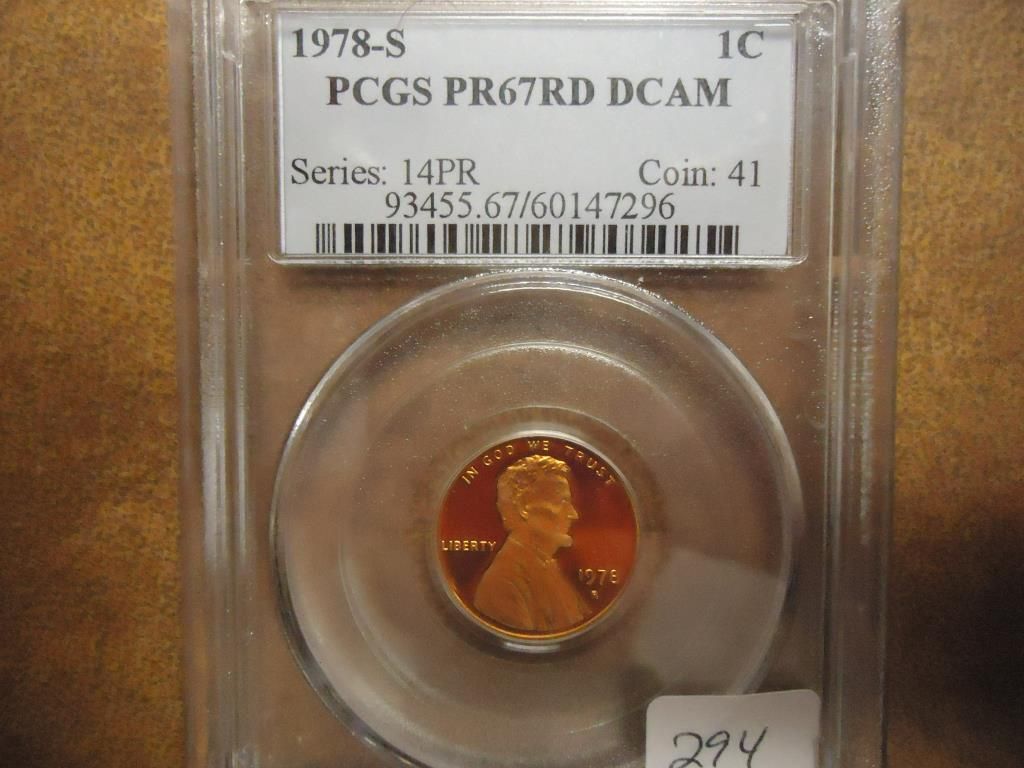 1978-S 1C
PCGS PR67RD DCAM
Series: 14PR Coin: 41
93455.67/60147296
IN GOD WE TRUST
LIBERTY
1978
S
294